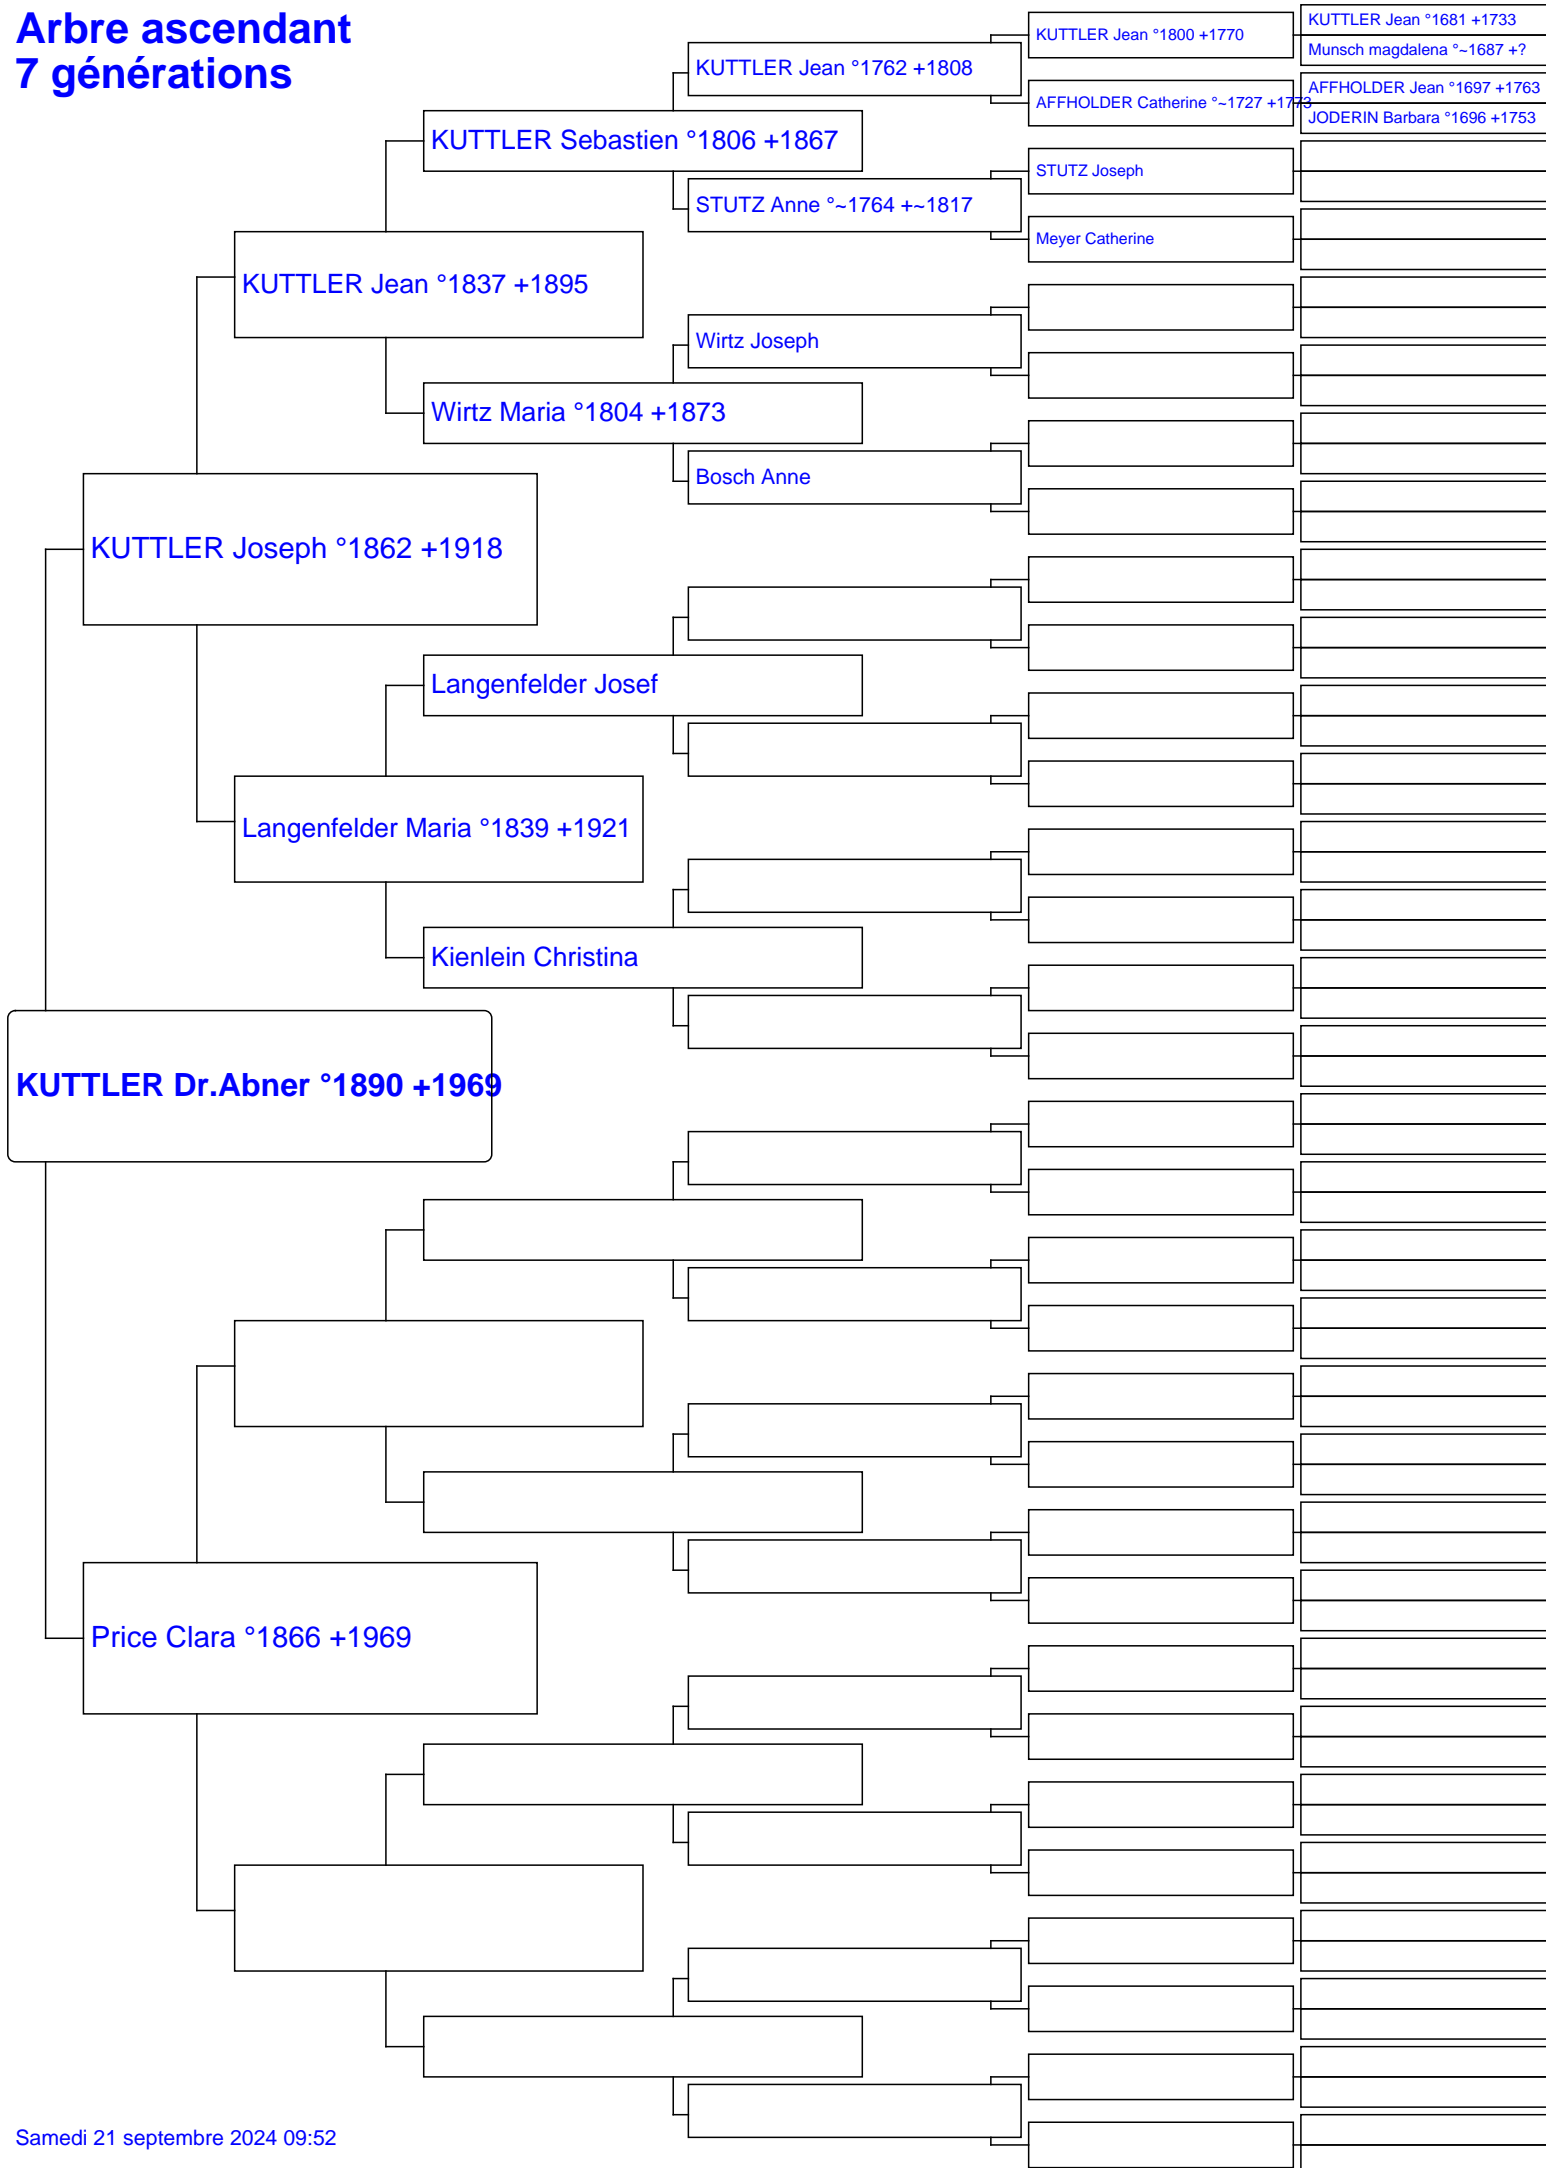 Arbre ascendant
7 générations
KUTTLER Jean °1681 +1733
KUTTLER Jean °1800 +1770
Munsch magdalena °~1687 +?
KUTTLER Jean °1762 +1808
AFFHOLDER Jean °1697 +1763
AFFHOLDER Catherine °~1727 +1773
JODERIN Barbara °1696 +1753
KUTTLER Sebastien °1806 +1867
STUTZ Joseph
STUTZ Anne °~1764 +~1817
Meyer Catherine
KUTTLER Jean °1837 +1895
Wirtz Joseph
Wirtz Maria °1804 +1873
Bosch Anne
KUTTLER Joseph °1862 +1918
Langenfelder Josef
Langenfelder Maria °1839 +1921
Kienlein Christina
KUTTLER Dr.Abner °1890 +1969
Price Clara °1866 +1969
Samedi 21 septembre 2024 09:52